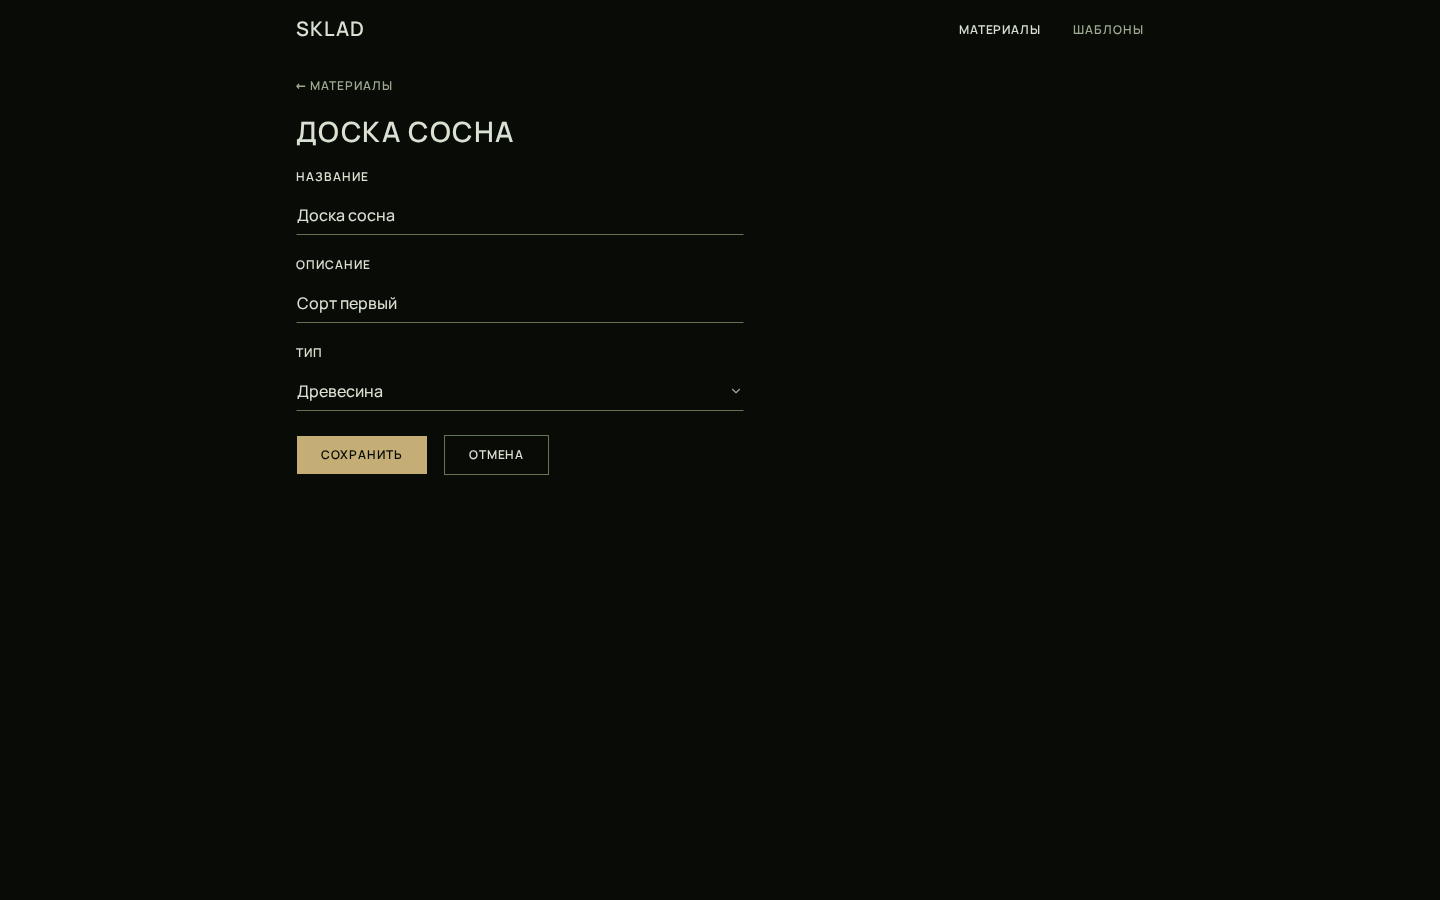 SKLAD
МАТЕРИАЛЫ ШАБЛОНЫ
← МАТЕРИАЛЫ
ДОСКА СОСНА
НАЗВАНИЕ
Доска сосна
ОПИСАНИЕ
Сорт первый
ТИП
Древесина
СОХРАНИТЬ ОТМЕНА